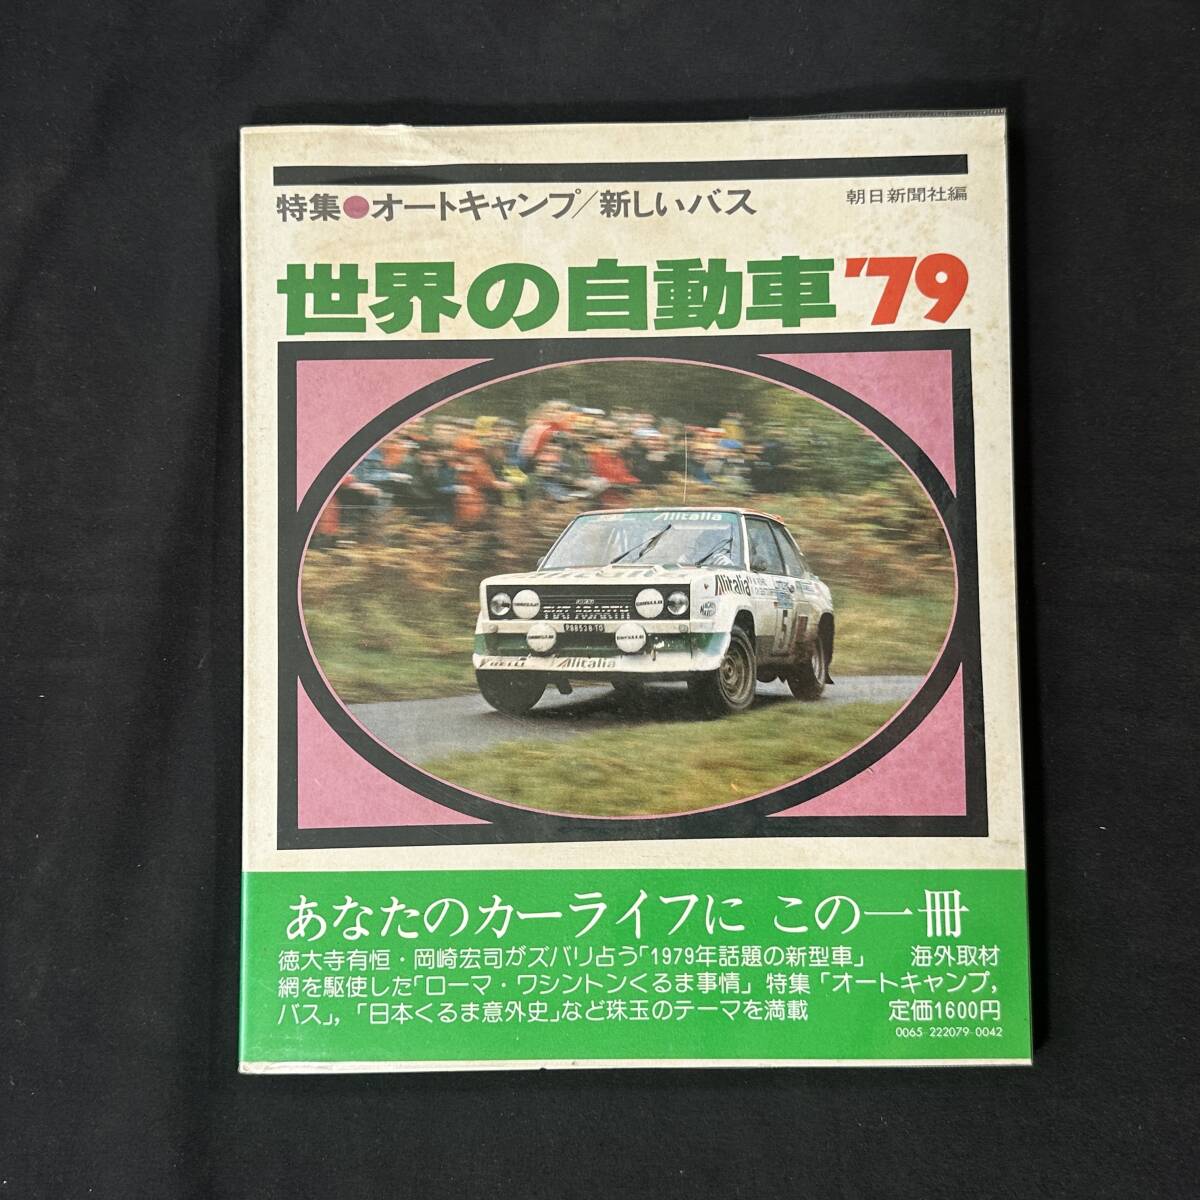 特集●オートキャンプ/新しいバス
朝日新聞社編
世界の自動車'79
Alitalia
Alitalia
FIAT ABARTH
5
PIRELLI
Alitalia
あなたのカーライフに この一冊
徳大寺有恒・岡崎宏司がズバリ占う「1979年話題の新型車」 海外取材
網を駆使した「ローマ・ワシントンくるま事情」 特集「オートキャンプ,
バス」, 「日本くるま意外史」など珠玉のテーマを満載 定価1600円
0065-222079-0042